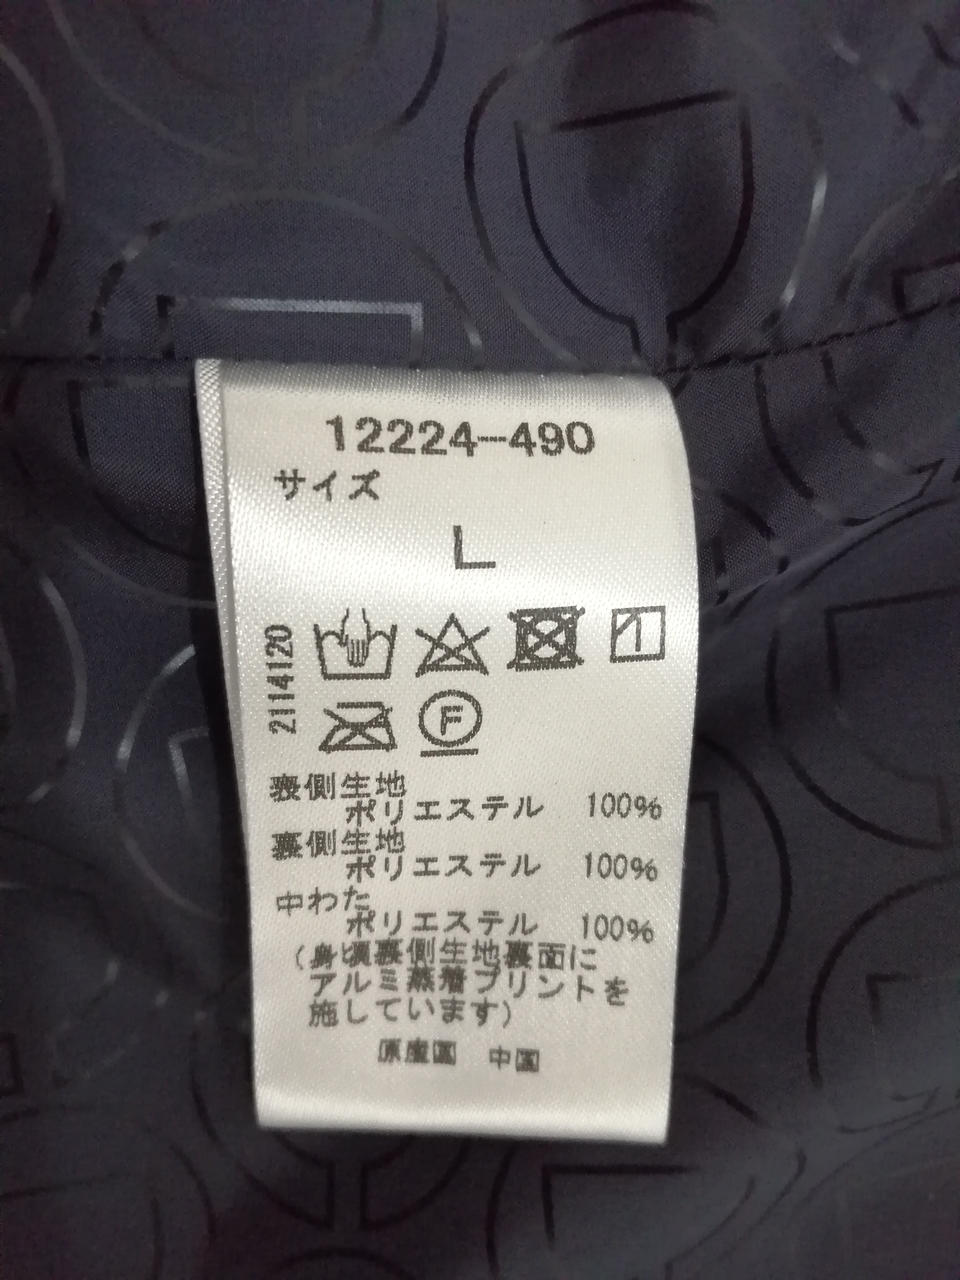 12224-490
サイズ
L
2114120
F
表側生地
ポリエステル 100%
裏側生地
ポリエステル 100%
中わた
ポリエステル 100%
(身頃裏側生地裏面に
アルミ蒸着プリントを
施しています)
原産国 中国